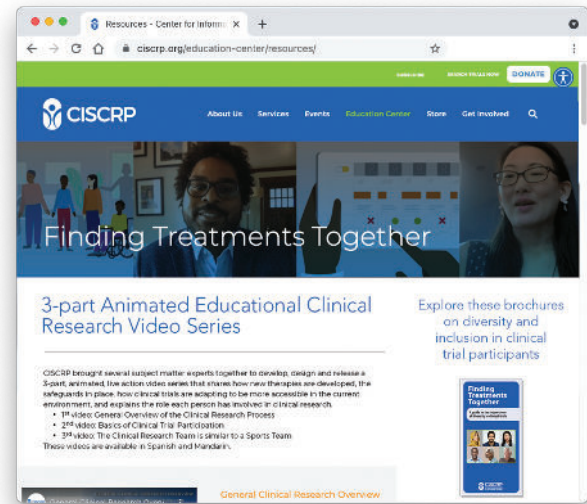 Resources - Center for Informa
ciscrp.org/education-center/resources/
DONATE
CISCRP
About Us Services Events Education Center Store Get Involved
Finding Treatments Together
3-part Animated Educational Clinical
Research Video Series
CISCRP brought several subject matter experts together to develop, design and release a
3-part, animated, live action video series that shares how new therapies are developed, the
safeguards in place, how clinical trials are adapting to be more accessible in the current
environment, and explains the role each person has involved in clinical research.
• 1st video: General Overview of the Clinical Research Process
• 2nd video: Basics of Clinical Trial Participation
• 3rd video: The Clinical Research Team is similar to a Sports Team
These videos are available in Spanish and Mandarin.
Explore these brochures
on diversity and
inclusion in clinical
trial participants
Finding
Treatments
Together
CISCRP
General Clinical Research Overview